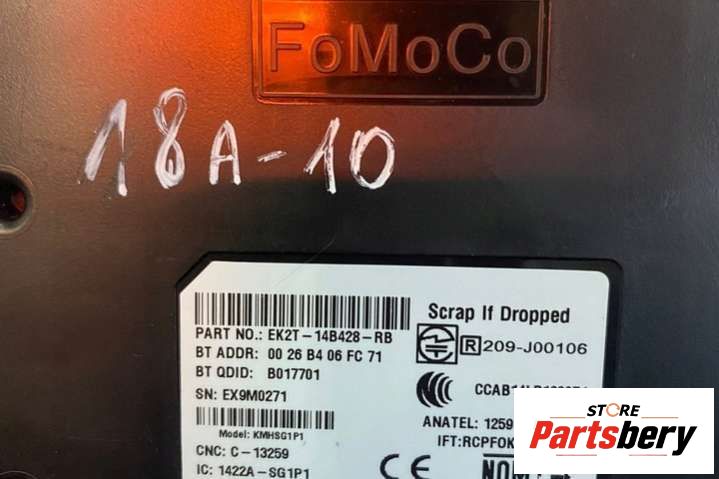 FoMoCo
18A-10
PART NO.: EK2T-14B428-RB
BT ADDR: 00 26 B4 06 FC 71
BT QDID: B017701
SN: EX9M0271
Model: KMHSG1P1
CNC: C-13259
IC: 1422A-SG1P1
Scrap If Dropped
R 209-J00106
ANATEL: 1259
IFT: RCPFOK
CE
NOM
STORE
Partsbery